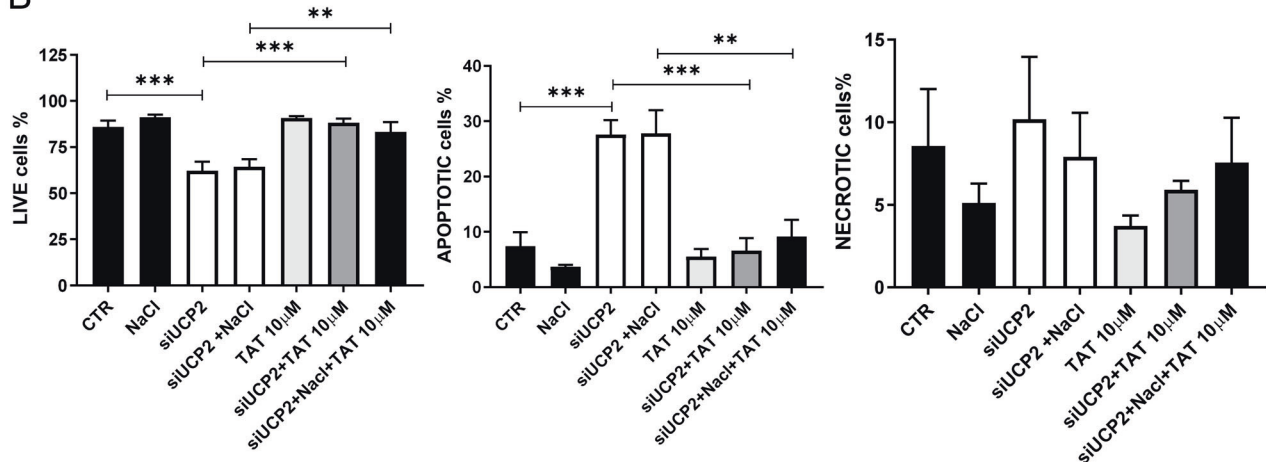 B
**
***
***
125
100
75
50
25
0
LIVE cells %
CTR
NaCl
siUCP2
siUCP2 +NaCl
TAT 10μM
siUCP2+TAT 10μM
siUCP2+Nacl+TAT 10μM
**
***
***
40
30
20
10
0
APOPTOTIC cells %
CTR
NaCl
siUCP2
siUCP2 +NaCl
TAT 10μM
siUCP2+TAT 10μM
siUCP2+Nacl+TAT 10μM
15
10
5
0
NECROTIC cells%
CTR
NaCl
siUCP2
siUCP2 +NaCl
TAT 10μM
siUCP2+TAT 10μM
siUCP2+Nacl+TAT 10μM